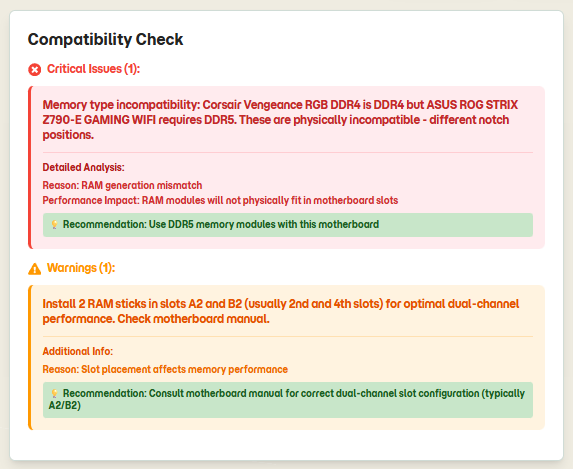 Compatibility Check
Critical Issues (1):
Memory type incompatibility: Corsair Vengeance RGB DDR4 is DDR4 but ASUS ROG STRIX
Z790-E GAMING WIFI requires DDR5. These are physically incompatible - different notch
positions.
Detailed Analysis:
Reason: RAM generation mismatch
Performance Impact: RAM modules will not physically fit in motherboard slots
Recommendation: Use DDR5 memory modules with this motherboard
Warnings (1):
Install 2 RAM sticks in slots A2 and B2 (usually 2nd and 4th slots) for optimal dual-channel
performance. Check motherboard manual.
Additional Info:
Reason: Slot placement affects memory performance
Recommendation: Consult motherboard manual for correct dual-channel slot configuration (typically
A2/B2)